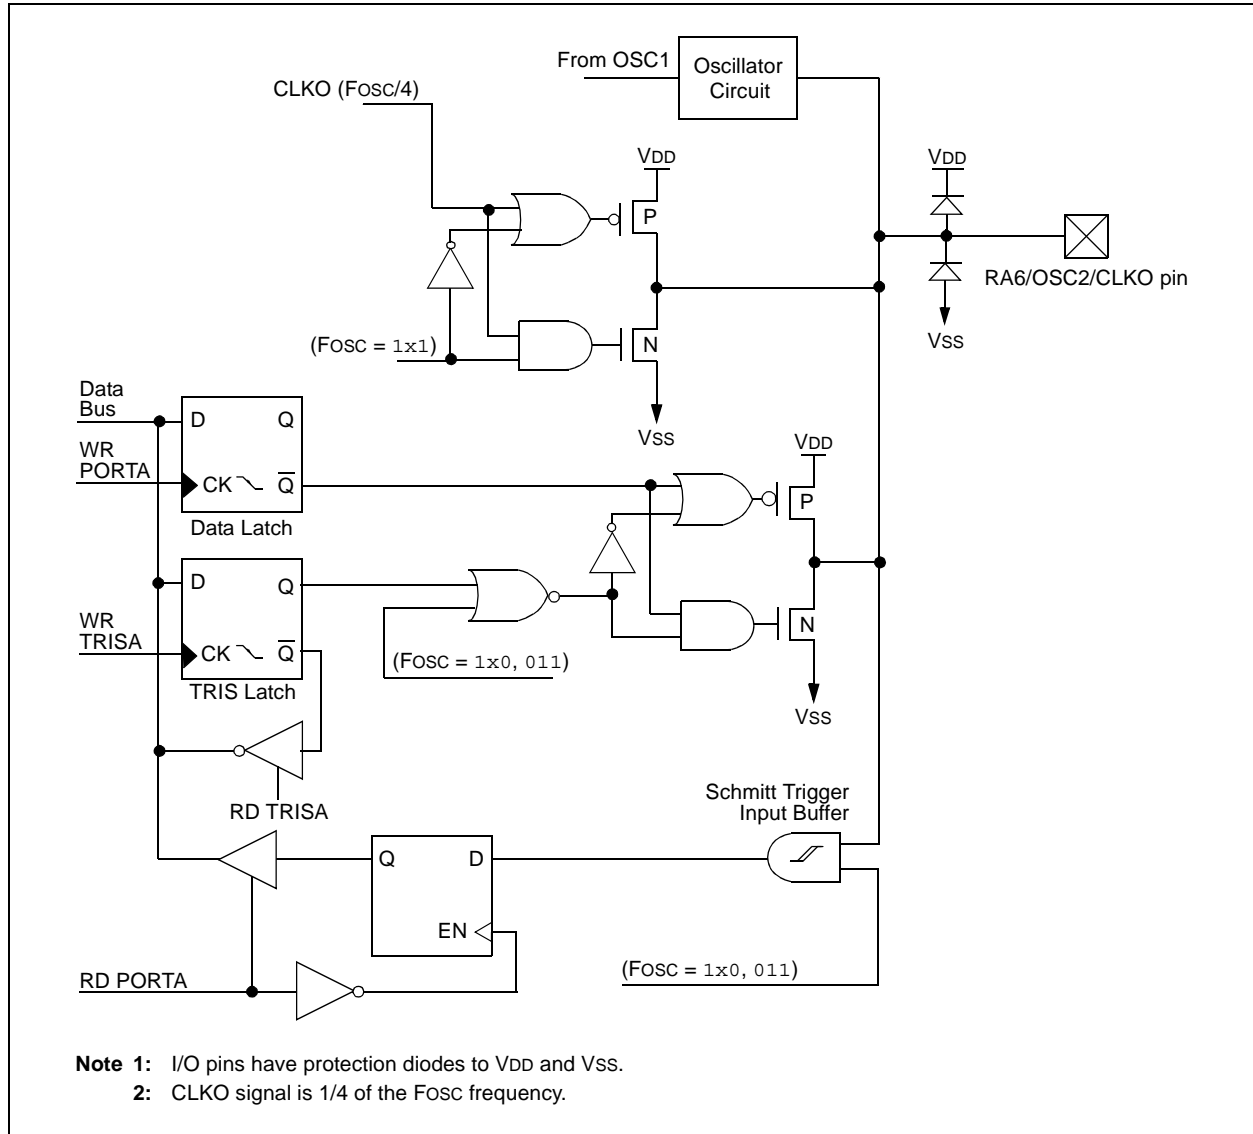 From OSC1
Oscillator
Circuit
CLKO (FOSC/4)
VDD
P
VDD
RA6/OSC2/CLKO pin
VSS
(FOSC = 1x1)
N
VSS
Data
Bus
D
Q
WR
PORTA
CK
Q
Data Latch
VDD
P
D
Q
WR
TRISA
CK
Q
TRIS Latch
(FOSC = 1x0, 011)
N
VSS
RD TRISA
Schmitt Trigger
Input Buffer
Q
D
EN
RD PORTA
(FOSC = 1x0, 011)
Note 1: I/O pins have protection diodes to VDD and VSS.
2: CLKO signal is 1/4 of the FOSC frequency.